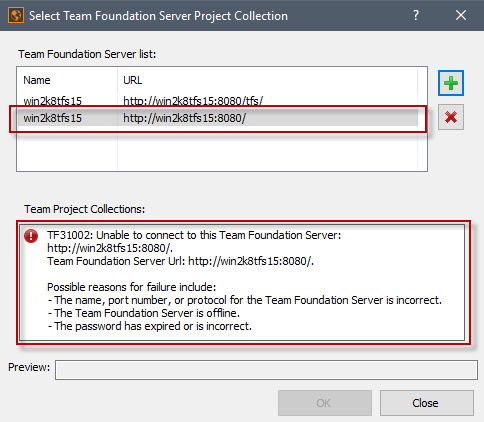 Select Team Foundation Server Project Collection
Team Foundation Server list:
Name URL
win2k8tfs15 http://win2k8tfs15:8080/tfs/
win2k8tfs15 http://win2k8tfs15:8080/
Team Project Collections:
TF31002: Unable to connect to this Team Foundation Server:
http://win2k8tfs15:8080/.
Team Foundation Server Url: http://win2k8tfs15:8080/.
Possible reasons for failure include:
- The name, port number, or protocol for the Team Foundation Server is incorrect.
- The Team Foundation Server is offline.
- The password has expired or is incorrect.
Preview:
OK Close